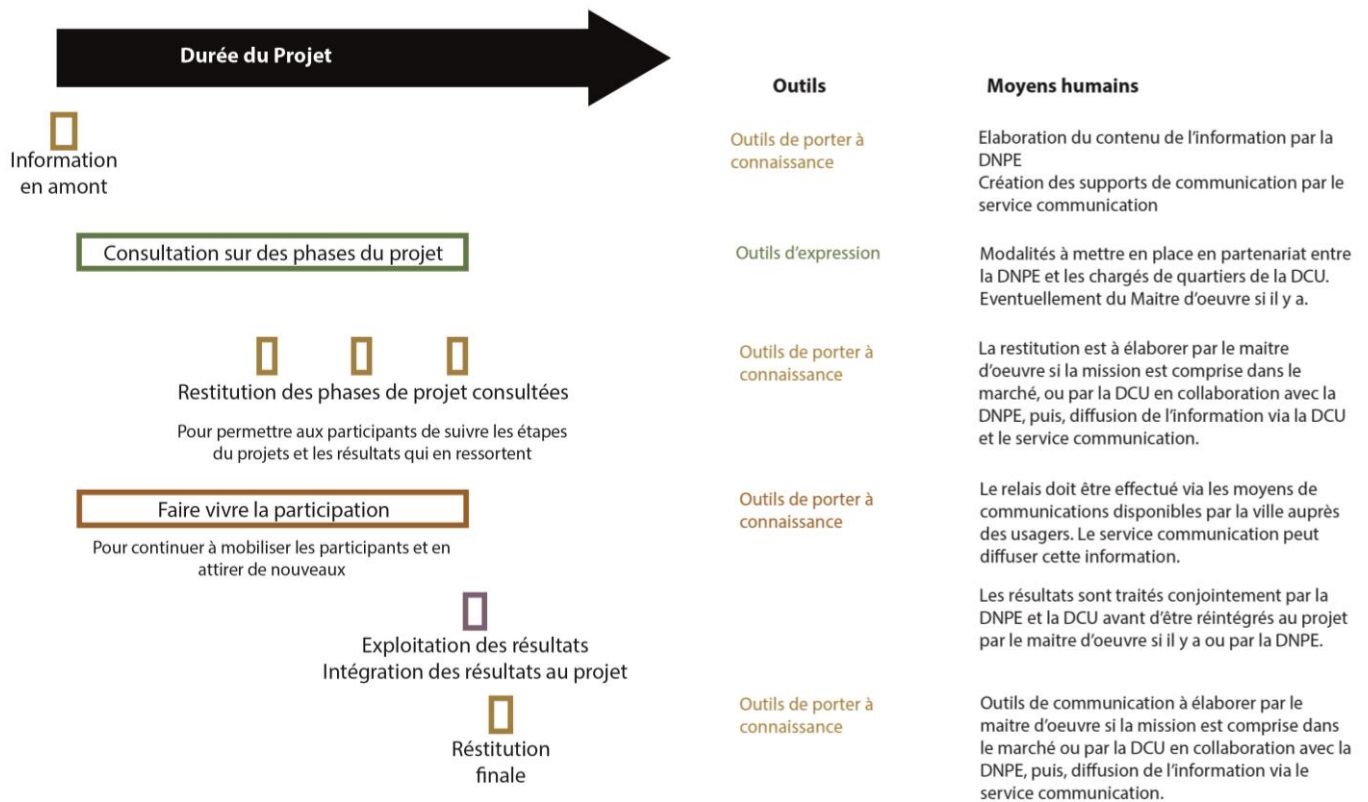 Durée du Projet
Outils
Moyens humains
Information
en amont
Outils de porter à
connaissance
Elaboration du contenu de l'information par la
DNPE
Création des supports de communication par le
service communication
Consultation sur des phases du projet
Outils d'expression
Modalités à mettre en place en partenariat entre
la DNPE et les chargés de quartiers de la DCU.
Eventuellement du Maitre d'oeuvre si il y a.
Restitution des phases de projet consultées
Pour permettre aux participants de suivre les étapes
du projets et les résultats qui en ressortent
Outils de porter à
connaissance
La restitution est à élaborer par le maitre
d'oeuvre si la mission est comprise dans le
marché, ou par la DCU en collaboration avec la
DNPE, puis, diffusion de l'information via la DCU
et le service communication.
Faire vivre la participation
Pour continuer à mobiliser les participants et en
attirer de nouveaux
Outils de porter à
connaissance
Le relais doit être effectué via les moyens de
communications disponibles par la ville auprès
des usagers. Le service communication peut
diffuser cette information.
Exploitation des résultats
Intégration des résultats au projet
Les résultats sont traités conjointement par la
DNPE et la DCU avant d'être réintégrés au projet
par le maitre d'oeuvre si il y a ou par la DNPE.
Réstitution
finale
Outils de porter à
connaissance
Outils de communication à élaborer par le
maitre d'oeuvre si la mission est comprise dans
le marché ou par la DCU en collaboration avec la
DNPE, puis, diffusion de l'information via le
service communication.